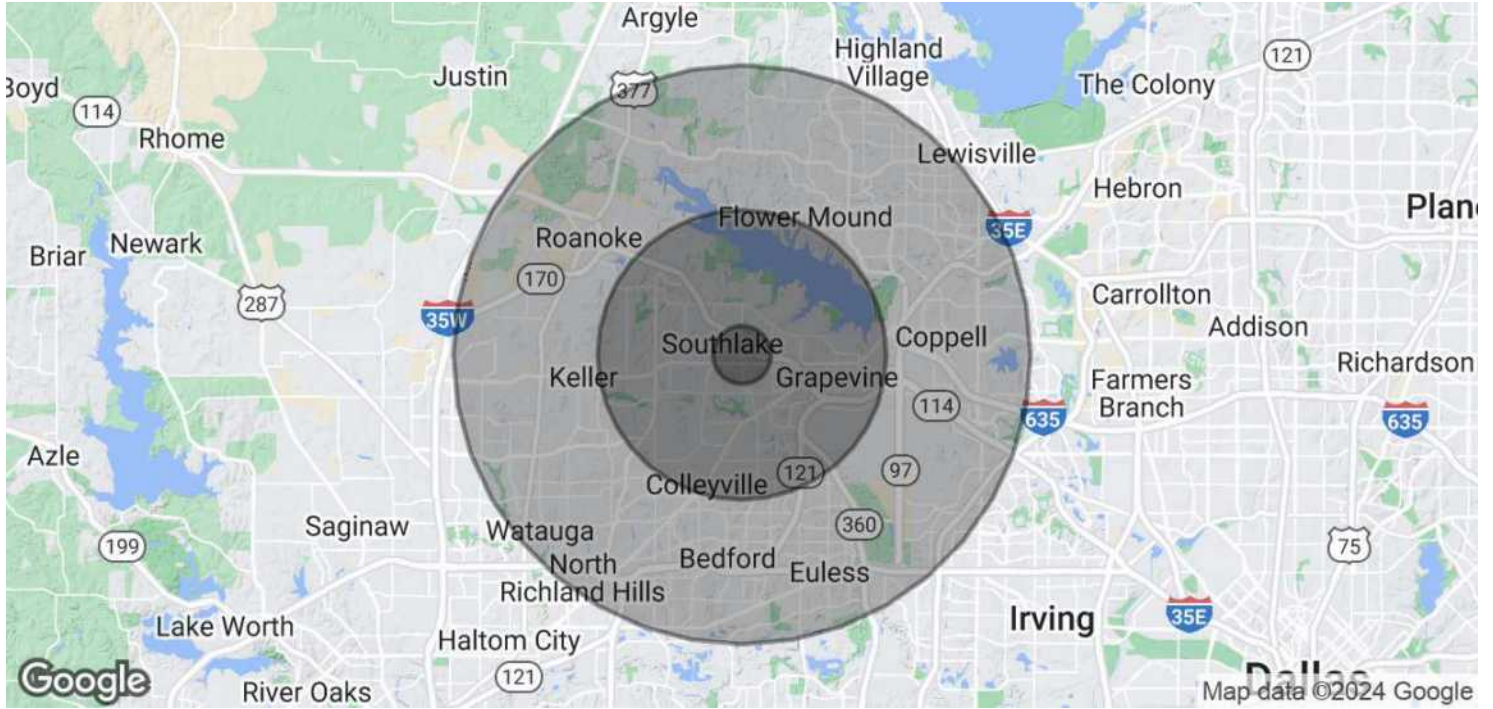 Argyle
Highland
Village
121
Justin
377
The Colony
Boyd
114
Rhome
Lewisville
Hebron
Plan
Flower Mound
35E
Roanoke
Briar
Newark
170
287
35W
Carrollton
Addison
Southlake
Coppell
Richardson
Keller
Grapevine
Farmers
Branch
114
635
635
Azle
121
97
Colleyville
Saginaw
Watauga
360
199
75
North
Richland Hills
Bedford
Euless
Irving
35E
Lake Worth
Haltom City
121
Google
River Oaks
Dallas
Map data ©2024 Google